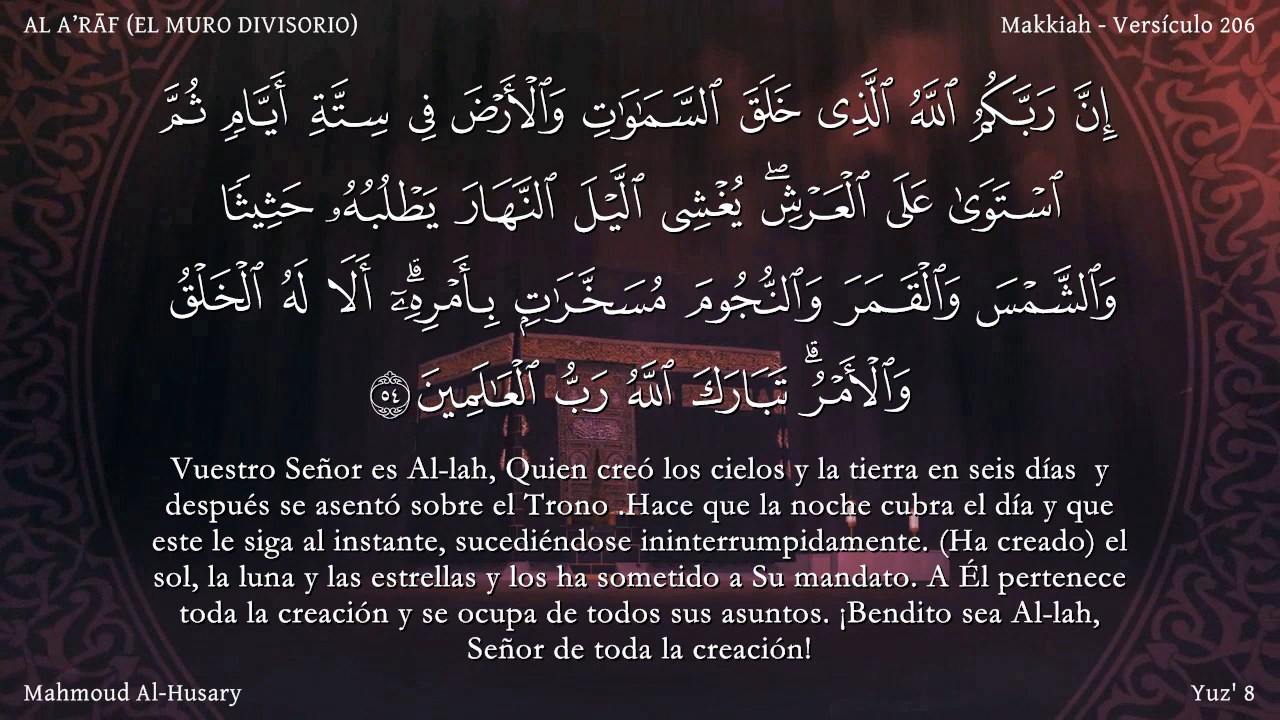 AL A’RĀF (EL MURO DIVISORIO)
Makkiah - Versículo 206
إِنَّ رَبَّكُمُ ٱللَّهُ ٱلَّذِى خَلَقَ ٱلسَّمَـٰوَٰتِ وَٱلْأَرْضَ فِى سِتَّةِ أَيَّامٍ ثُمَّ
ٱسْتَوَىٰ عَلَى ٱلْعَرْشِۖ يُغْشِى ٱلَّيْلَ ٱلنَّهَارَ يَطْلُبُهُۥ حَثِيثًا
وَٱلشَّمْسَ وَٱلْقَمَرَ وَٱلنُّجُومَ مُسَخَّرَٰتٍۭ بِأَمْرِهِۦٓۗ أَلَا لَهُ ٱلْخَلْقُ
وَٱلْأَمْرُۗ تَبَارَكَ ٱللَّهُ رَبُّ ٱلْعَـٰلَمِينَ ٥٤
Vuestro Señor es Al-lah, Quien creó los cielos y la tierra en seis días  y
después se asentó sobre el Trono .Hace que la noche cubra el día y que
este le siga al instante, sucediéndose ininterrumpidamente. (Ha creado) el
sol, la luna y las estrellas y los ha sometido a Su mandato. A Él pertenece
toda la creación y se ocupa de todos sus asuntos. ¡Bendito sea Al-lah,
Señor de toda la creación!
Mahmoud Al-Husary
Yuz' 8